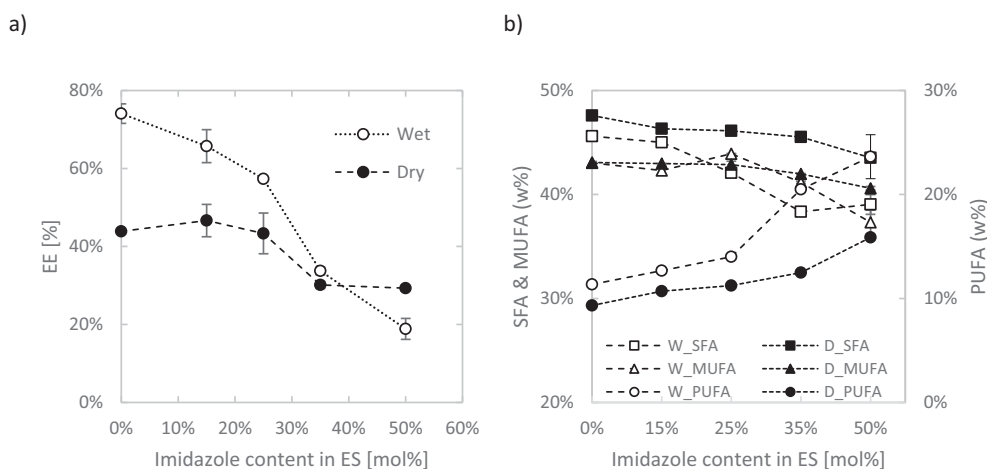 a)
80%
60%
40%
20%
0%
EE [%]
Wet
Dry
0% 10% 20% 30% 40% 50% 60%
Imidazole content in ES [mol%]
b)
50%
40%
30%
20%
SFA & MUFA (w%)
30%
20%
10%
0%
PUFA (w%)
W_SFA D_SFA
W_MUFA D_MUFA
W_PUFA D_PUFA
0% 15% 25% 35% 50%
Imidazole content in ES [mol%]